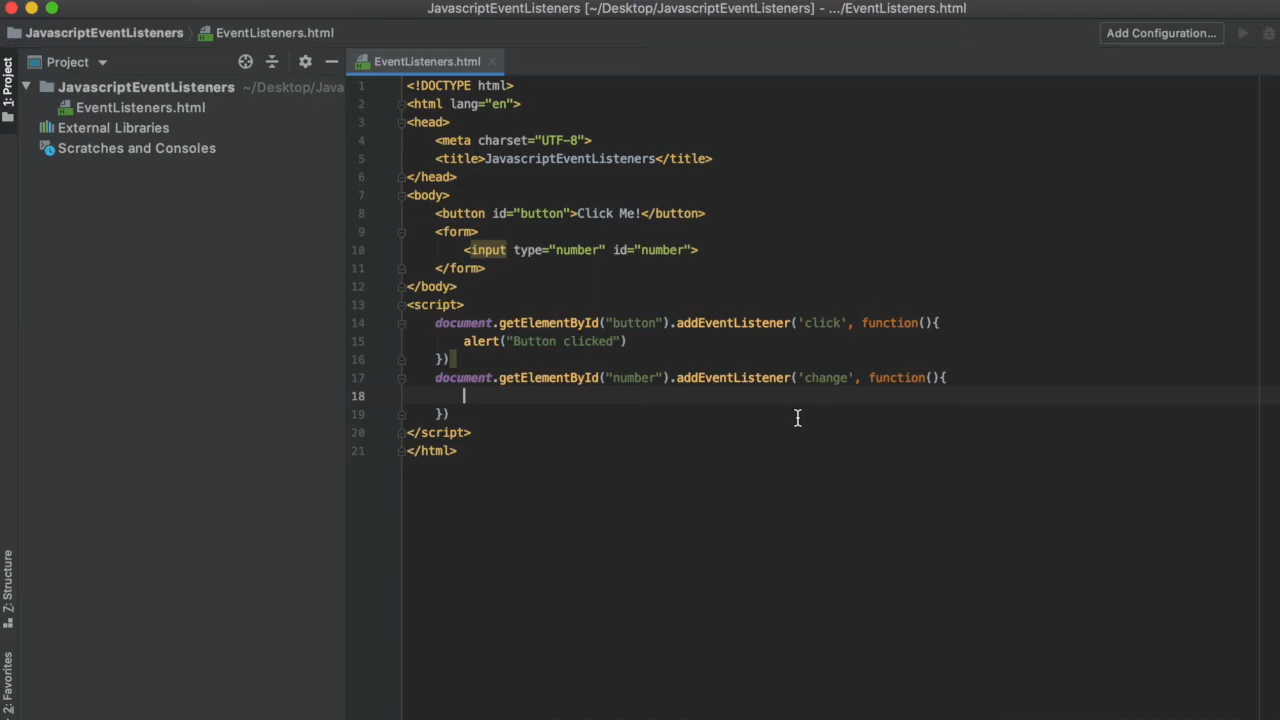 JavascriptEventListeners [~/Desktop/JavascriptEventListeners] - .../EventListeners.html
JavascriptEventListeners
EventListeners.html
Add Configuration...
1: Project
Project
EventListeners.html
JavascriptEventListeners ~/Desktop/Java
EventListeners.html
External Libraries
Scratches and Consoles
1 <!DOCTYPE html>
2 <html lang="en">
3 <head>
4 <meta charset="UTF-8">
5 <title>JavascriptEventListeners</title>
6 </head>
7 <body>
8 <button id="button">Click Me!</button>
9 <form>
10 <input type="number" id="number">
11 </form>
12 </body>
13 <script>
14 document.getElementById("button").addEventListener('click', function(){
15 alert("Button clicked")
16 })
17 document.getElementById("number").addEventListener('change', function(){
18
19 })
20 </script>
21 </html>
Z: Structure
2: Favorites